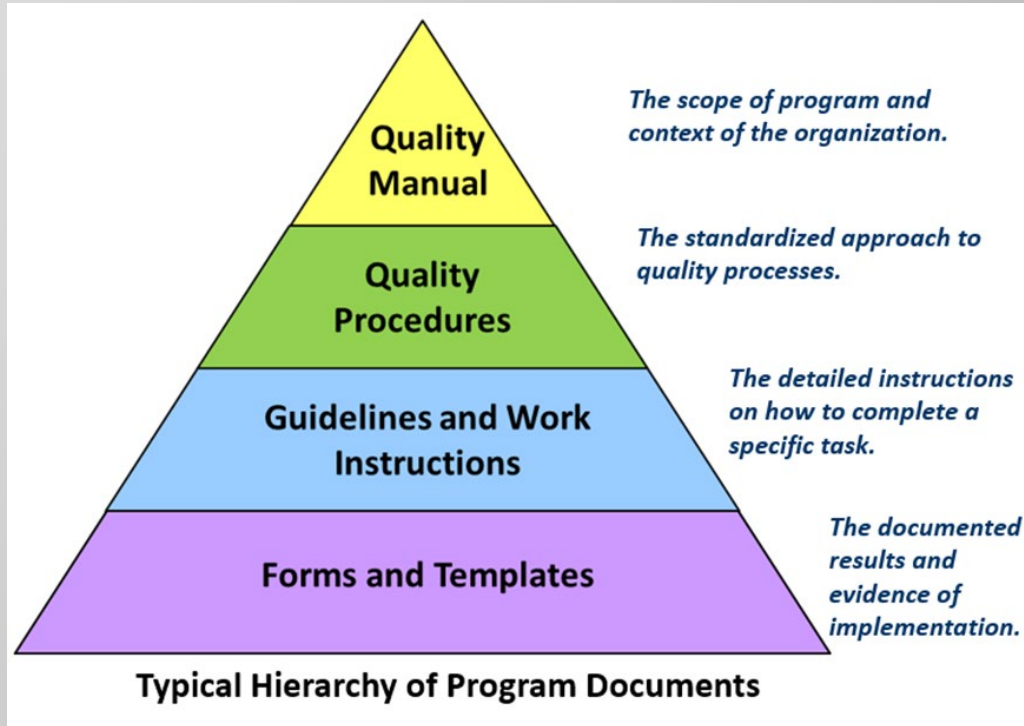 Quality
Manual
The scope of program and
context of the organization.
Quality
Procedures
The standardized approach to
quality processes.
Guidelines and Work
Instructions
The detailed instructions
on how to complete a
specific task.
Forms and Templates
The documented
results and
evidence of
implementation.
Typical Hierarchy of Program Documents